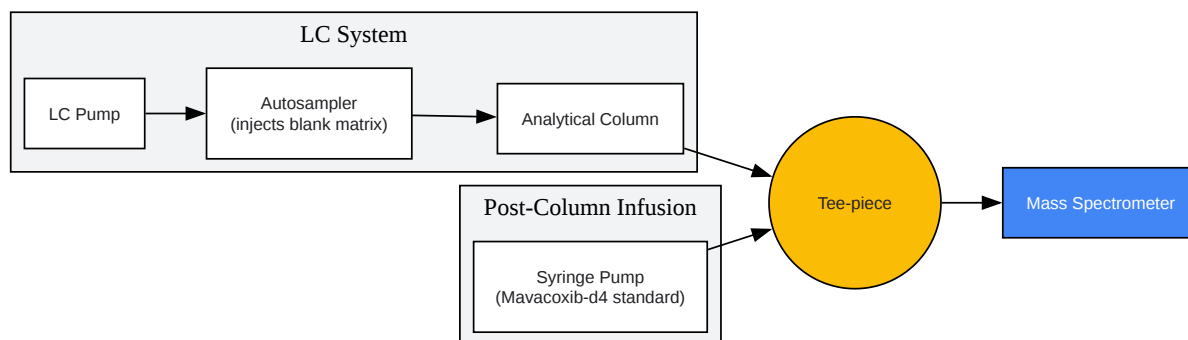 LC System
LC Pump
Autosampler
(injects blank matrix)
Analytical Column
Post-Column Infusion
Syringe Pump
(Mavacoxib-d4 standard)
Tee-piece
Mass Spectrometer